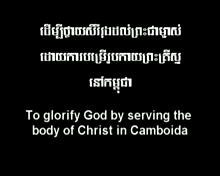 ដើម្បីថ្វាយសិរីរុងដល់ព្រះជាម្ចាស់
ដោយការបម្រើរូបកាយព្រះគ្រីស្ទ
នៅកម្ពុជា
To glorify God by serving the
body of Christ in Camboida